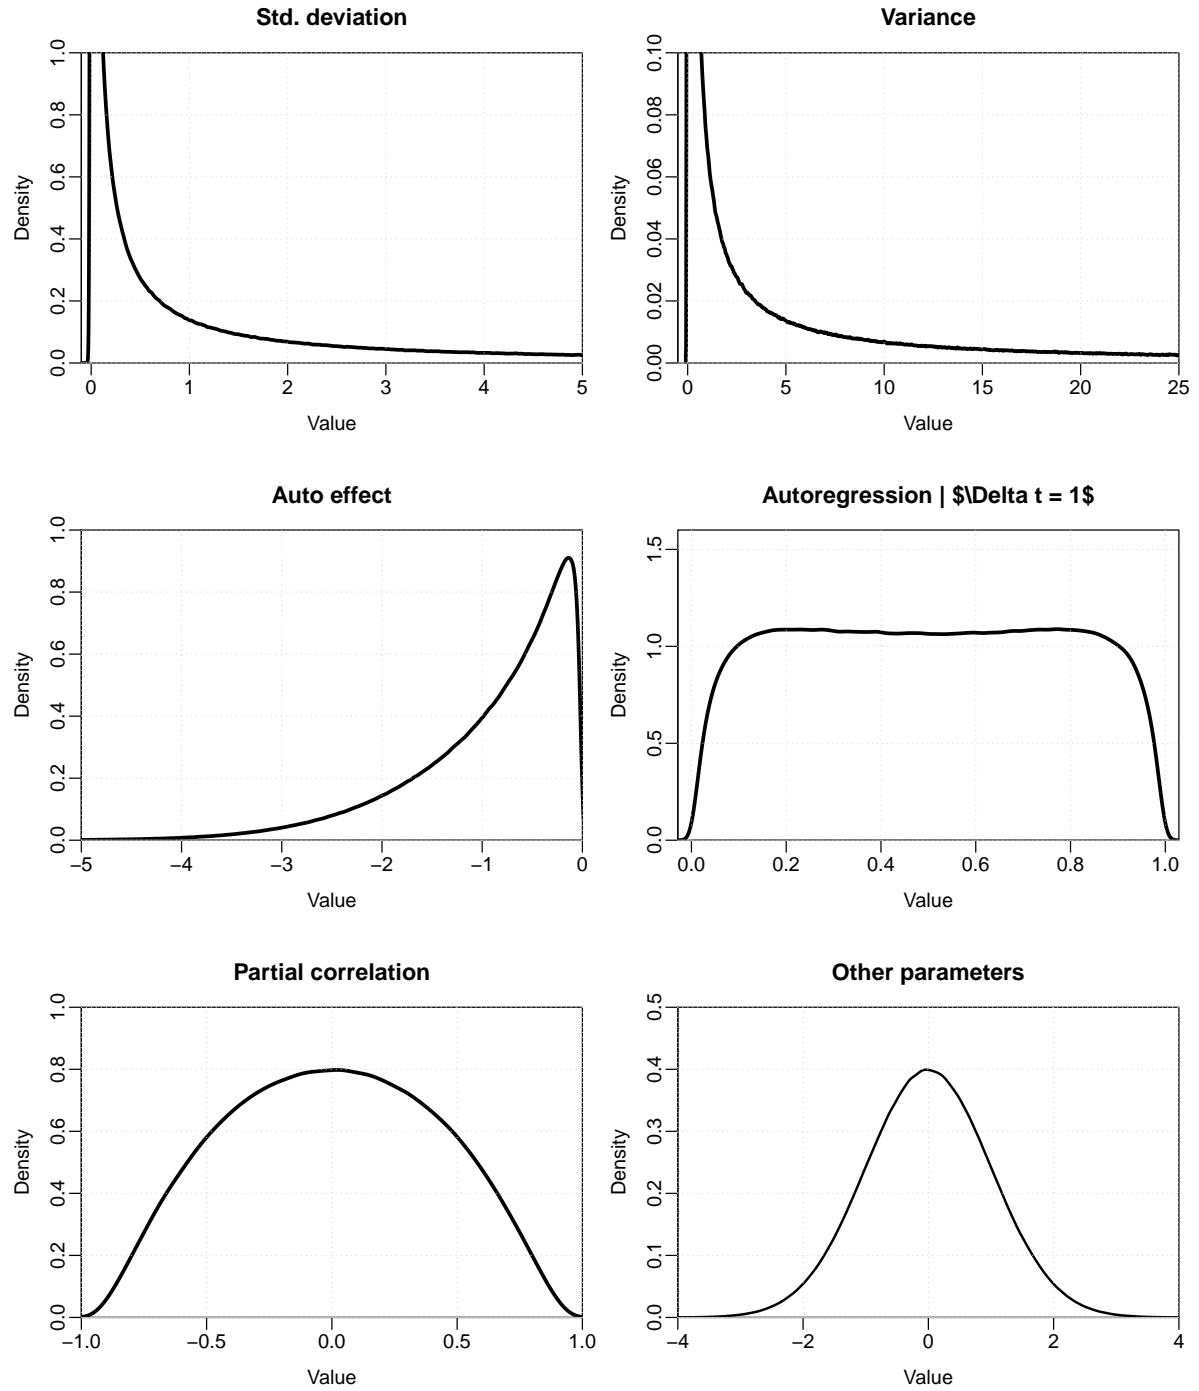 Std. deviation
Density
1.0
0.8
0.6
0.4
0.2
0.0
0 1 2 3 4 5
Value
Variance
Density
0.10
0.08
0.06
0.04
0.02
0.00
0 5 10 15 20 25
Value
Auto effect
Density
1.0
0.8
0.6
0.4
0.2
0.0
−5 −4 −3 −2 −1 0
Value
Autoregression | $\Delta t = 1$
Density
1.5
1.0
0.5
0.0
0.0 0.2 0.4 0.6 0.8 1.0
Value
Partial correlation
Density
1.0
0.8
0.6
0.4
0.2
0.0
−1.0 −0.5 0.0 0.5 1.0
Value
Other parameters
Density
0.5
0.4
0.3
0.2
0.1
0.0
−4 −2 0 2 4
Value